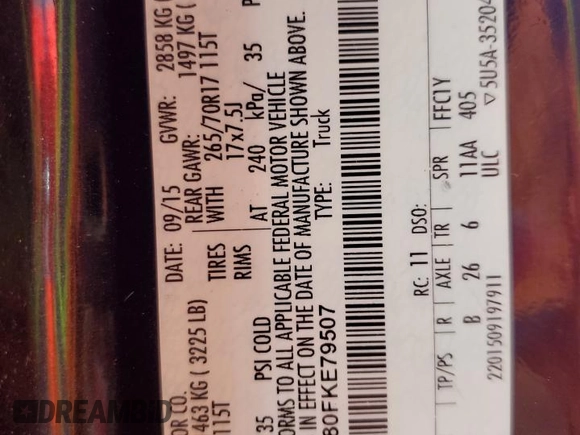 OR CO.
DATE: 09/15 GVWR: 2858 KG (
463 KG ( 3225 LB) REAR GAWR: 1497 KG (
115T TIRES WITH 265/70R17 115T
RIMS 17x7.5J
35 PSI COLD AT 240 kPa/ 35 P
ORMS TO ALL APPLICABLE FEDERAL MOTOR VEHICLE
IN EFFECT ON THE DATE OF MANUFACTURE SHOWN ABOVE.
80FKE79507 TYPE: Truck
RC: 11 DSO:
TP/PS R AXLE TR SPR FFC1Y
B 26 6 11AA 405
2201509197911 ULC ▽5U5A-35204
DREAMBID